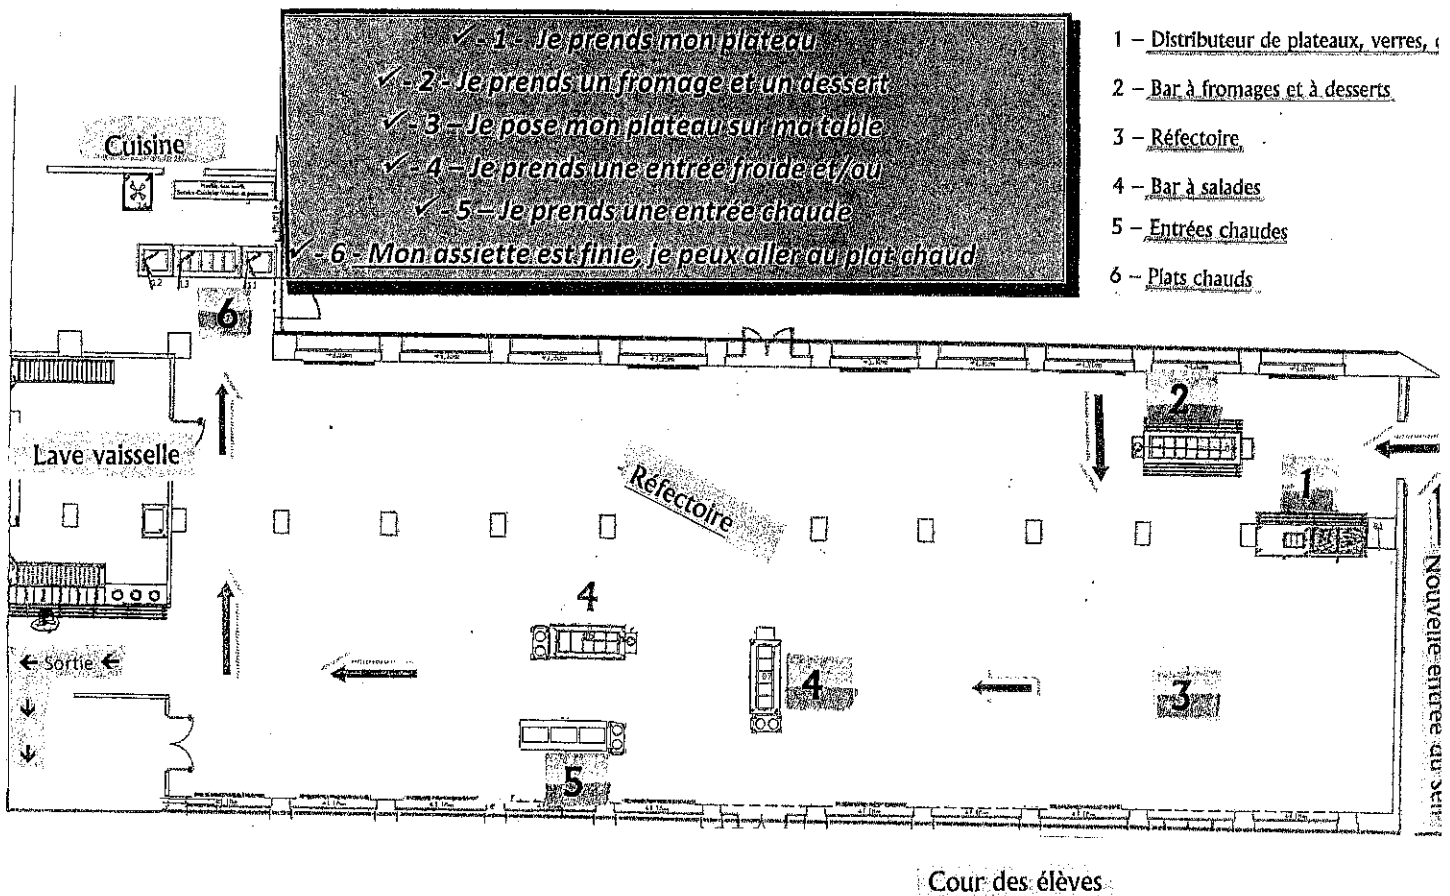 ✓ - 1 - Je prends mon plateau
✓ - 2 - Je prends un fromage et un dessert
✓ - 3 – Je pose mon plateau sur ma table
✓ - 4 – Je prends une entrée froide et/ou
✓ - 5 – Je prends une entrée chaude
✓ - 6 - Mon assiette est finie, je peux aller au plat chaud
1 – Distributeur de plateaux, verres,
2 – Bar à fromages et à desserts
3 – Réfectoire
4 – Bar à salades
5 – Entrées chaudes
6 – Plats chauds
Cuisine
6
2
1
Lave vaisselle
Réfectoire
4
4
3
5
← Sortie ←
Nouvelle entrée du
Cour des élèves